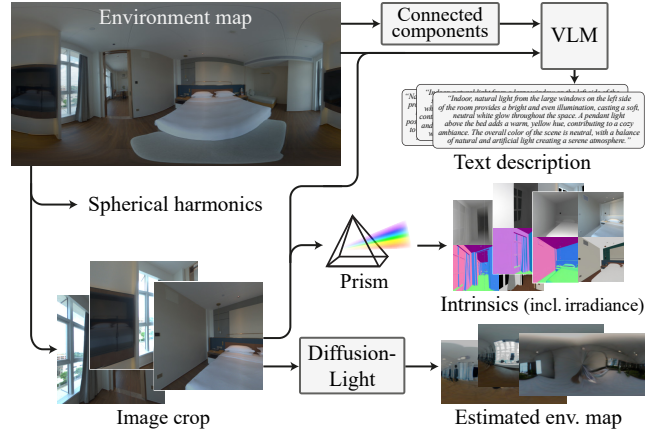 Environment map
Connected
components
VLM
"Indoor, natural light from the large windows on the left side
of the room provides a bright and even illumination, casting a soft,
neutral white glow throughout the space. A pendant light
above the bed adds a warm, yellow hue, contributing to a cozy
ambiance. The overall color of the scene is neutral, with a balance
of natural and artificial light creating a serene atmosphere."
Text description
Spherical harmonics
Prism
Intrinsics (incl. irradiance)
Diffusion-
Light
Image crop
Estimated env. map